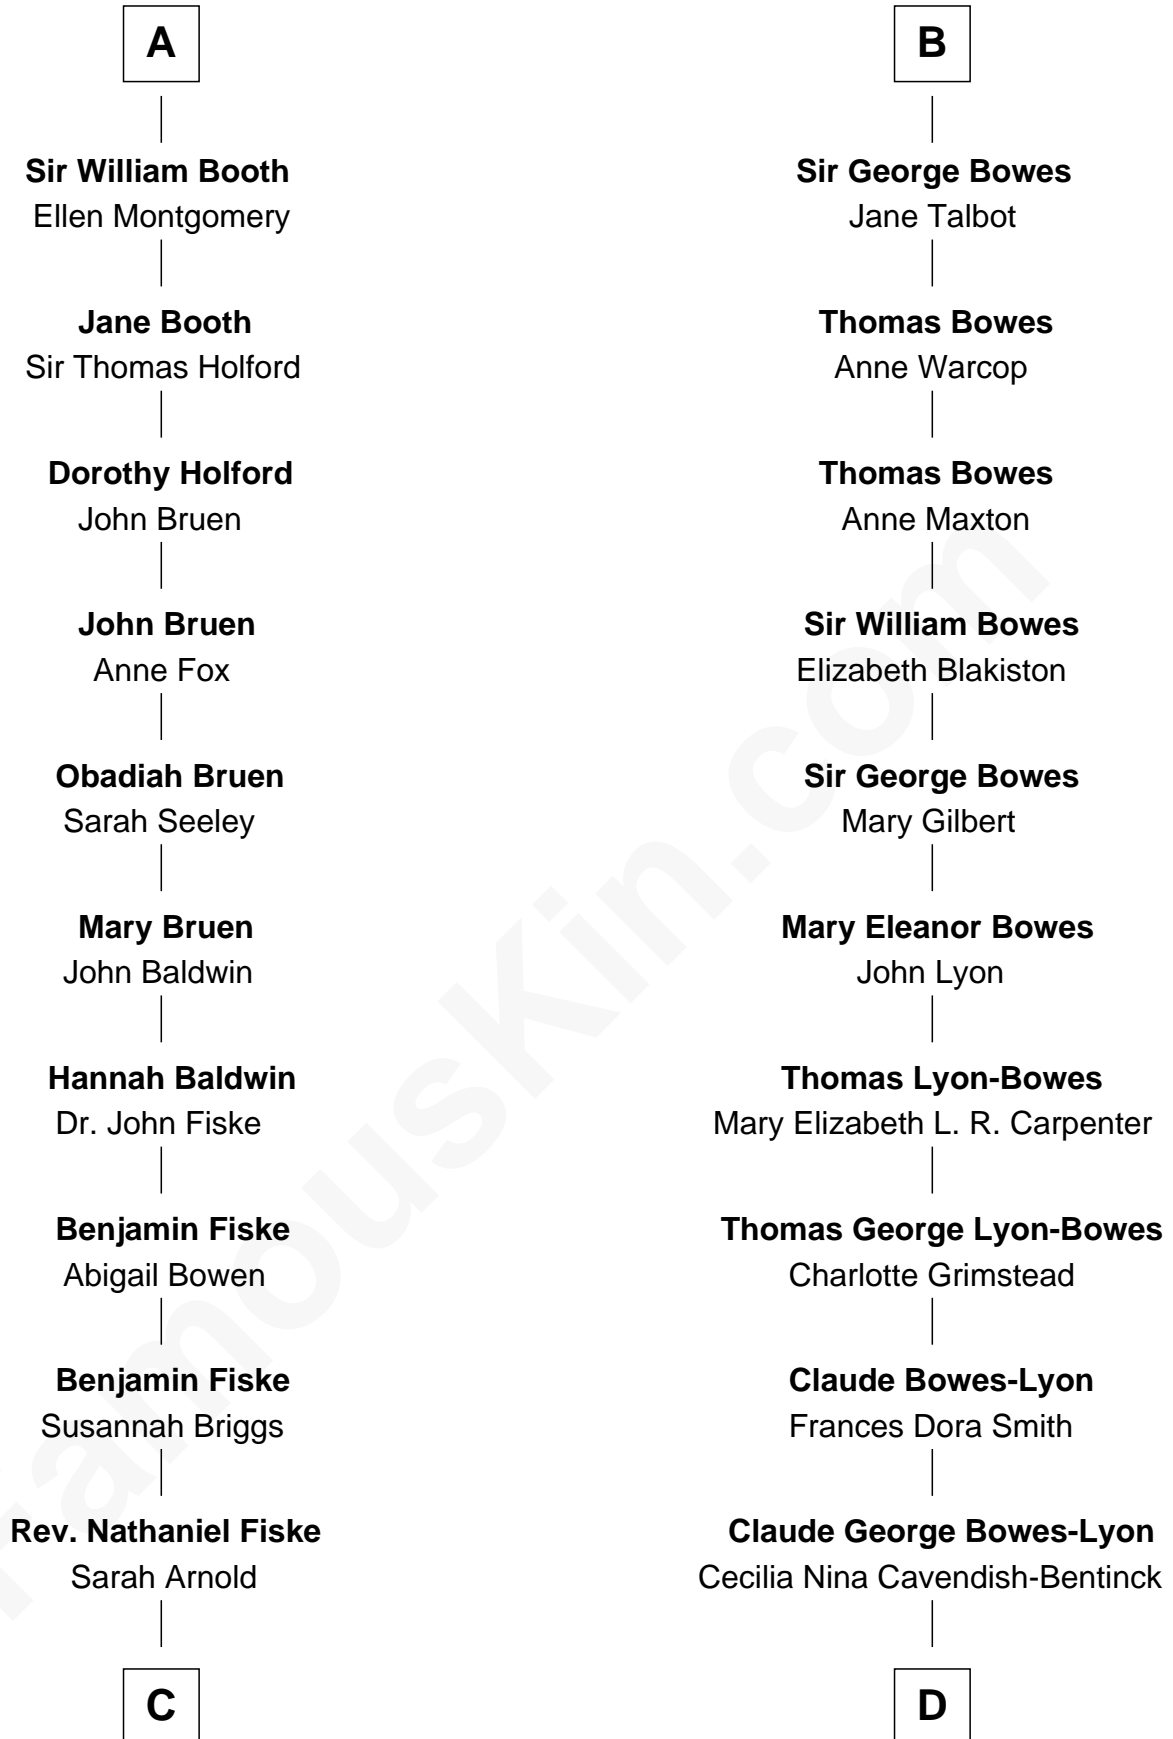 A
Sir William Booth
Ellen Montgomery
Jane Booth
Sir Thomas Holford
Dorothy Holford
John Bruen
John Bruen
Anne Fox
Obadiah Bruen
Sarah Seeley
Mary Bruen
John Baldwin
Hannah Baldwin
Dr. John Fiske
Benjamin Fiske
Abigail Bowen
Benjamin Fiske
Susannah Briggs
Rev. Nathaniel Fiske
Sarah Arnold
C
B
Sir George Bowes
Jane Talbot
Thomas Bowes
Anne Warcop
Thomas Bowes
Anne Maxton
Sir William Bowes
Elizabeth Blakiston
Sir George Bowes
Mary Gilbert
Mary Eleanor Bowes
John Lyon
Thomas Lyon-Bowes
Mary Elizabeth L. R. Carpenter
Thomas George Lyon-Bowes
Charlotte Grimstead
Claude Bowes-Lyon
Frances Dora Smith
Claude George Bowes-Lyon
Cecilia Nina Cavendish-Bentinck
D
FamousKin.com